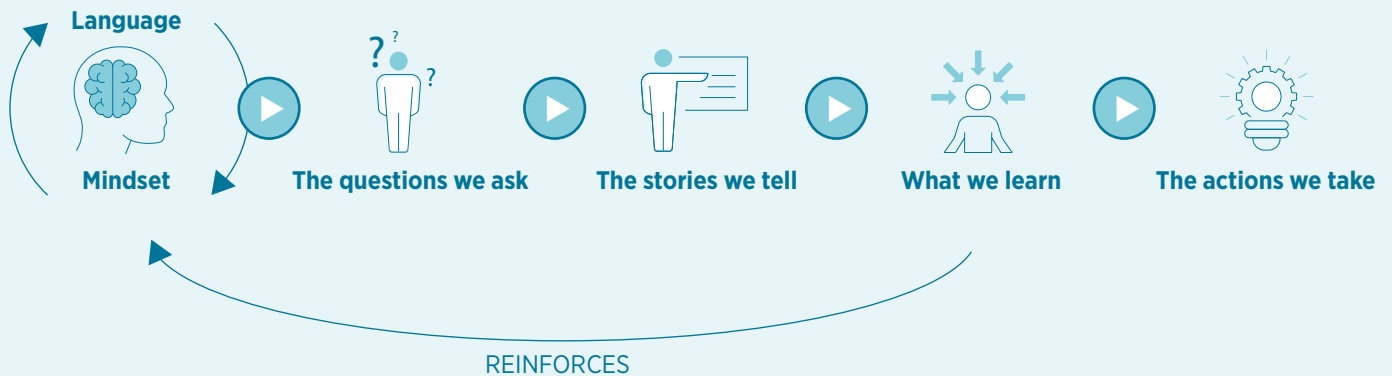 Language
? ? ?
Mindset
The questions we ask
The stories we tell
What we learn
The actions we take
REINFORCES